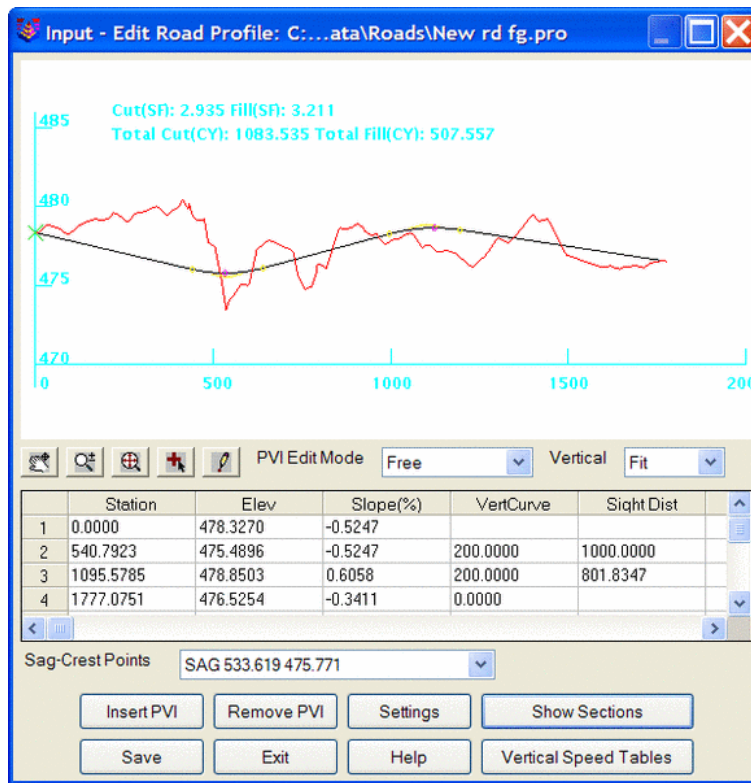 Input - Edit Road Profile: C:...ata\Roads\New rd fg.pro
Cut(SF): 2.935 Fill(SF): 3.211
Total Cut(CY): 1083.535 Total Fill(CY): 507.557
485
480
475
470
0 500 1000 1500 200
PVI Edit Mode Free Vertical Fit
Station Elev Slope(%) VertCurve Sight Dist
1 0.0000 478.3270 -0.5247
2 540.7923 475.4896 -0.5247 200.0000 1000.0000
3 1095.5785 478.8503 0.6058 200.0000 801.8347
4 1777.0751 476.5254 -0.3411 0.0000
Sag-Crest Points SAG 533.619 475.771
Insert PVI Remove PVI Settings Show Sections
Save Exit Help Vertical Speed Tables